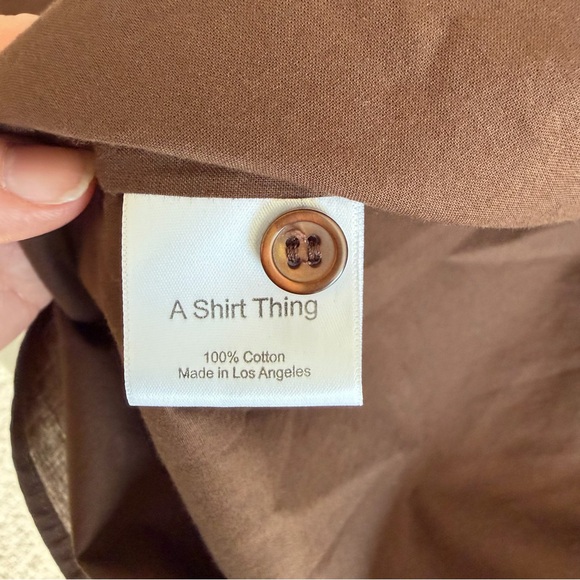 A Shirt Thing
100% Cotton
Made in Los Angeles